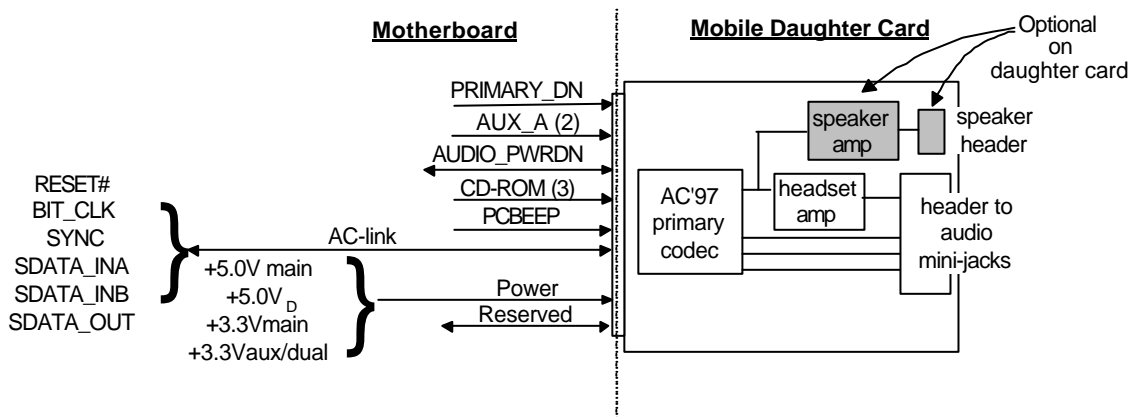 Motherboard
Mobile Daughter Card
Optional
on
daughter card
PRIMARY_DN
AUX_A (2)
AUDIO_PWRDN
CD-ROM (3)
PCBEEP
AC-link
Power
Reserved
RESET#
BIT_CLK
SYNC
SDATA_INA
SDATA_INB
SDATA_OUT
+5.0V main
+5.0VD
+3.3Vmain
+3.3Vaux/dual
AC'97
primary
codec
speaker
amp
speaker
header
headset
amp
header to
audio
mini-jacks